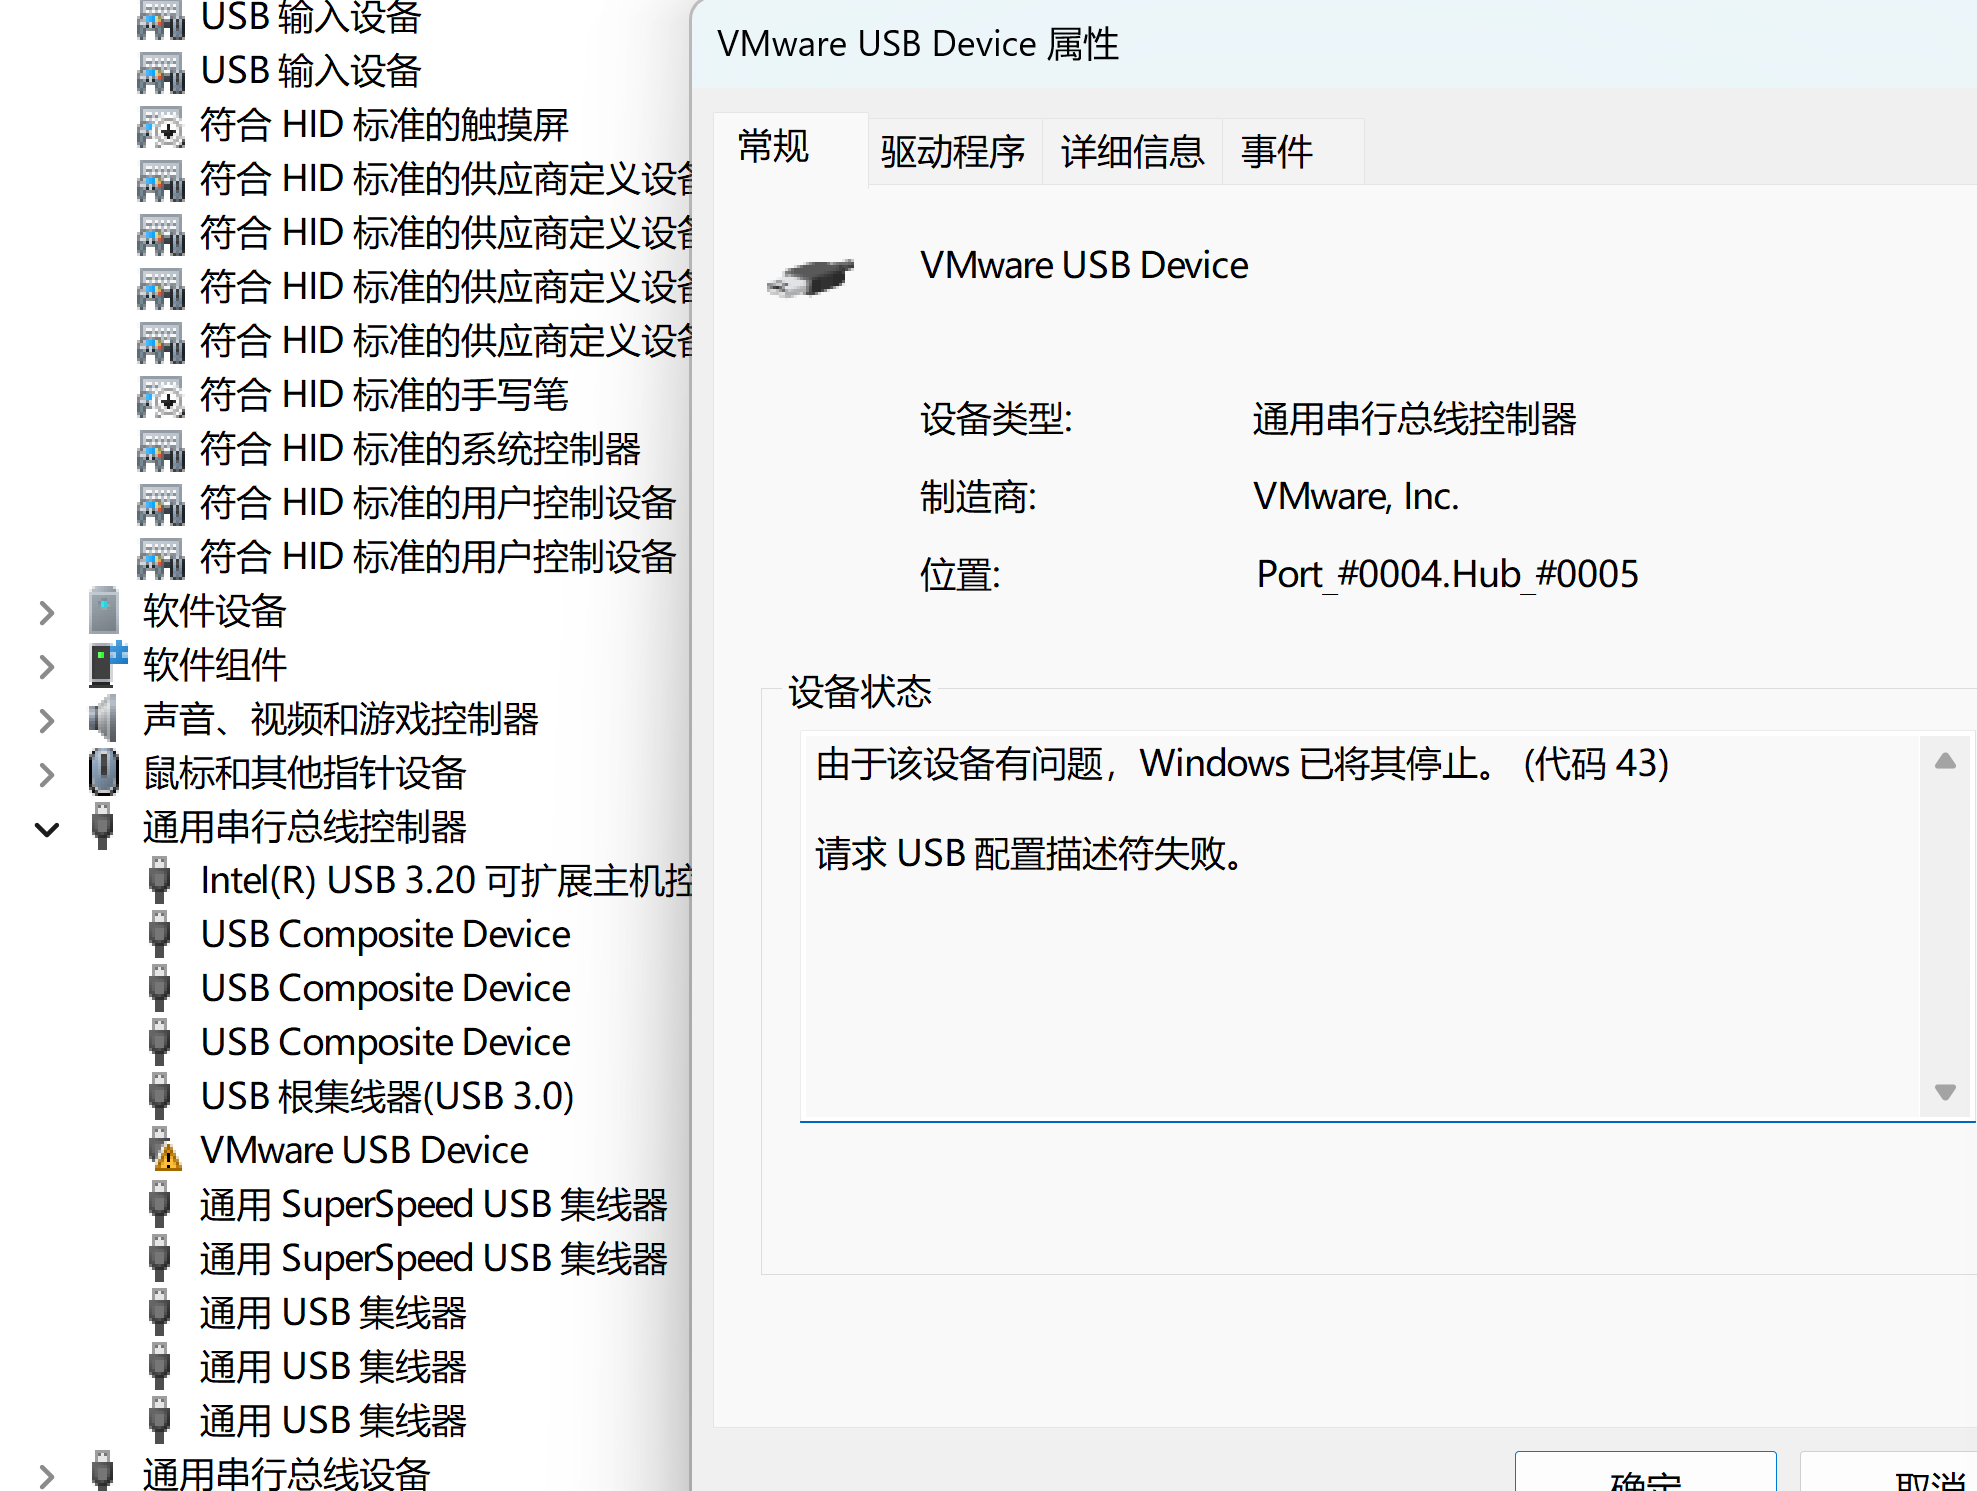 USB 输入设备
USB 输入设备
符合 HID 标准的触摸屏
符合 HID 标准的供应商定义设备
符合 HID 标准的供应商定义设备
符合 HID 标准的供应商定义设备
符合 HID 标准的供应商定义设备
符合 HID 标准的手写笔
符合 HID 标准的系统控制器
符合 HID 标准的用户控制设备
符合 HID 标准的用户控制设备
软件设备
软件组件
声音、视频和游戏控制器
鼠标和其他指针设备
通用串行总线控制器
Intel(R) USB 3.20 可扩展主机控
USB Composite Device
USB Composite Device
USB Composite Device
USB 根集线器(USB 3.0)
VMware USB Device
通用 SuperSpeed USB 集线器
通用 SuperSpeed USB 集线器
通用 USB 集线器
通用 USB 集线器
通用 USB 集线器
通用串行总线设备
VMware USB Device 属性
常规 驱动程序 详细信息 事件
VMware USB Device
设备类型: 通用串行总线控制器
制造商: VMware, Inc.
位置: Port_#0004.Hub_#0005
设备状态
由于该设备有问题，Windows 已将其停止。 (代码 43)
请求 USB 配置描述符失败。
确定 取消